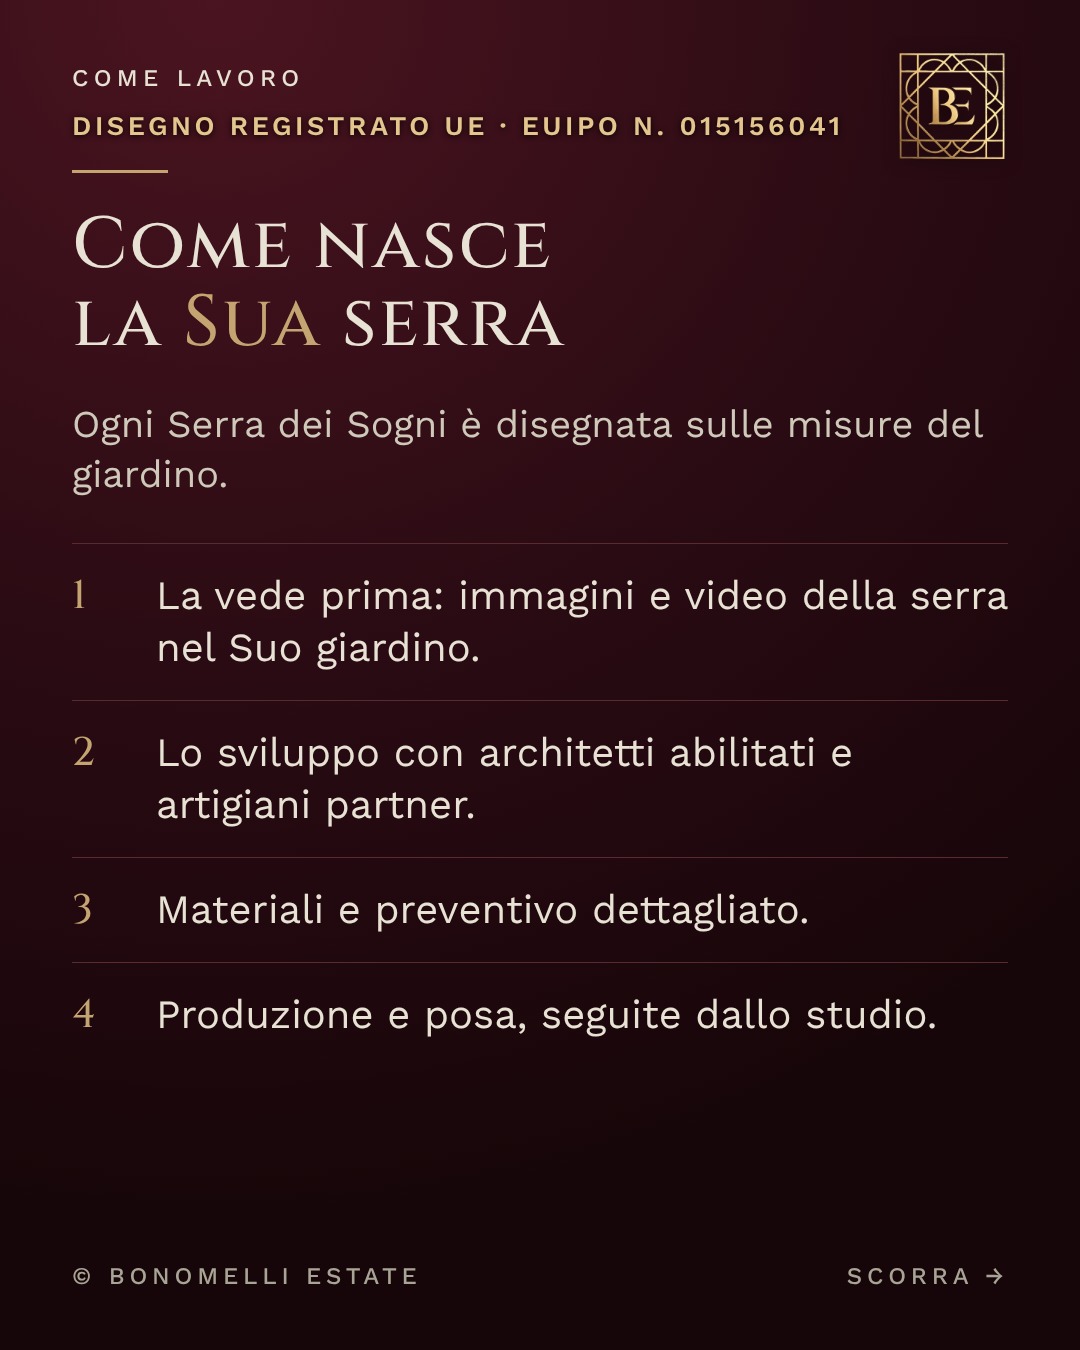 COME LAVORO
DISEGNO REGISTRATO UE · EUIPO N. 015156041
BE
Come nasce
la Sua serra
Ogni Serra dei Sogni è disegnata sulle misure del
giardino.
1 La vede prima: immagini e video della serra
nel Suo giardino.
2 Lo sviluppo con architetti abilitati e
artigiani partner.
3 Materiali e preventivo dettagliato.
4 Produzione e posa, seguite dallo studio.
© BONOMELLI ESTATE
SCORRA →